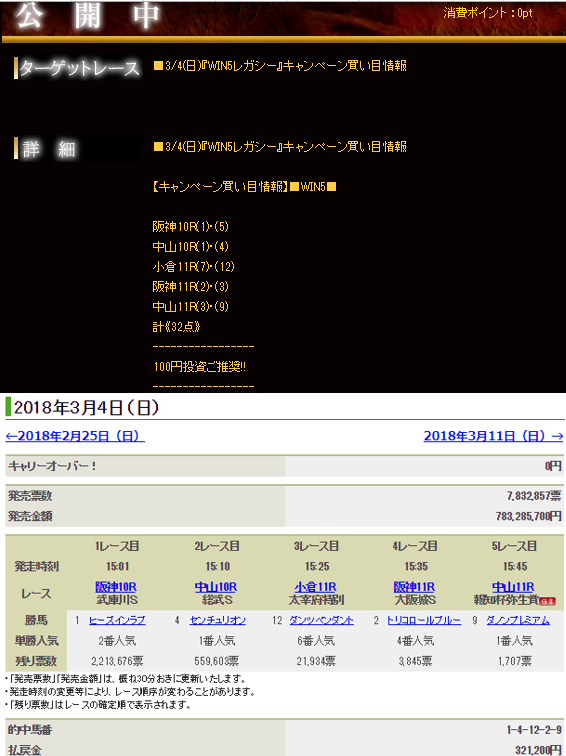 公開中
消費ポイント：0pt
ターゲットレース ■3/4(日)『WIN5レガシー』キャンペーン買い目情報
詳細 ■3/4(日)『WIN5レガシー』キャンペーン買い目情報
【キャンペーン買い目情報】■WIN5■
阪神10R(1)・(5)
中山10R(1)・(4)
小倉11R(7)・(12)
阪神11R(2)・(3)
中山11R(3)・(9)
計《32点》
------------------
100円投資ご推奨!!
------------------
2018年3月4日（日）
←2018年2月25日（日） 2018年3月11日（日）→
キャリーオーバー！ 0円
発売票数 7,832,857票
発売金額 783,285,700円
1レース目 2レース目 3レース目 4レース目 5レース目
発走時刻 15:01 15:10 15:25 15:35 15:45
レース 阪神10R 中山10R 小倉11R 阪神11R 中山11R
武庫川S 総武S 太宰府特別 大阪城S 報知杯弥生賞 GⅡ
勝馬 1 ヒーズインラブ 4 センチュリオン 12 ダンツペンダント 2 トリコロールブルー 9 ダノンプレミアム
単勝人気 2番人気 1番人気 6番人気 4番人気 1番人気
残り票数 2,213,676票 559,603票 21,934票 3,845票 1,707票
・「発売票数」「発売金額」は、概ね30分おきに更新いたします。
・発走時刻の変更等により、レース順序が変わることがあります。
・「残り票数」はレースの確定順で表示されます。
的中馬番 1-4-12-2-9
払戻金 321,200円